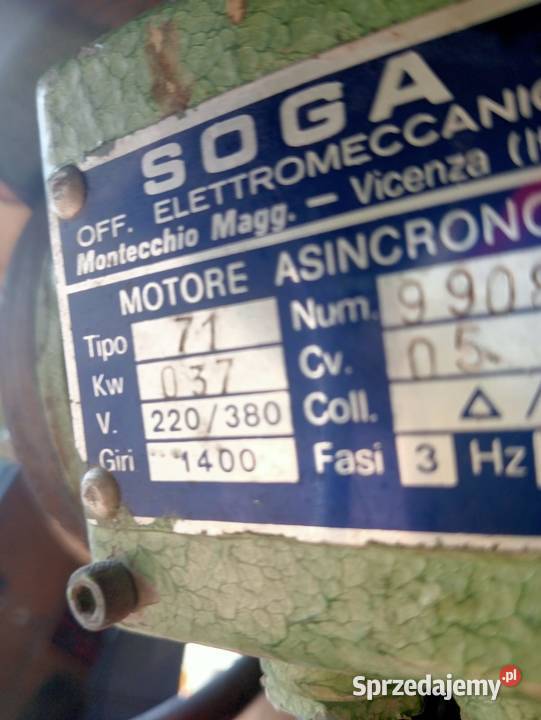 SOGA
OFF. ELETTROMECCANIC
Montecchio Magg. – Vicenza (I
MOTORE ASINCRONO
Tipo 71 Num. 9908
Kw 037 Cv. 05
V. 220/380 Coll. Δ/
Giri 1400 Fasi 3 Hz
Sprzedajemy.pl